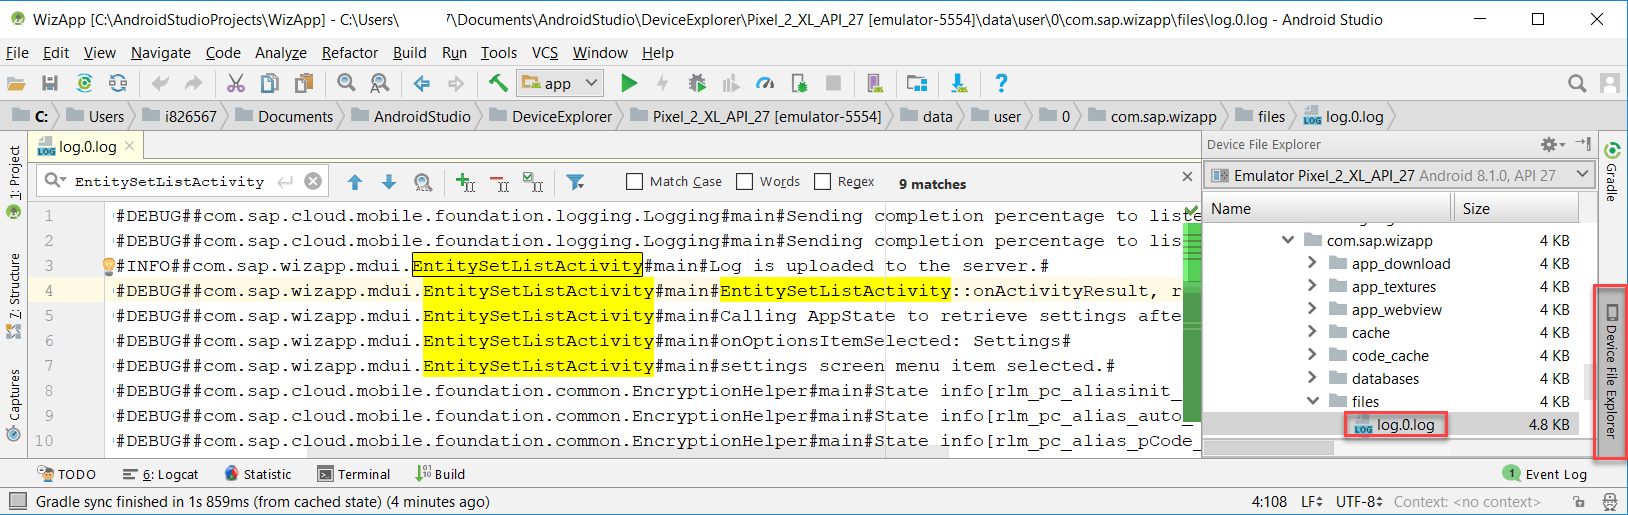 WizApp [C:\AndroidStudioProjects\WizApp] - C:\Users\ 7\Documents\AndroidStudio\DeviceExplorer\Pixel_2_XL_API_27 [emulator-5554]\data\user\0\com.sap.wizapp\files\log.0.log - Android Studio
File Edit View Navigate Code Analyze Refactor Build Run Tools VCS Window Help
app
C: Users i826567 Documents AndroidStudio DeviceExplorer Pixel_2_XL_API_27 [emulator-5554] data user 0 com.sap.wizapp files log.0.log
1: Project
Z: Structure
Captures
log.0.log
EntitySetListActivity Match Case Words Regex 9 matches
1 #DEBUG##com.sap.cloud.mobile.foundation.logging.Logging#main#Sending completion percentage to liste
2 #DEBUG##com.sap.cloud.mobile.foundation.logging.Logging#main#Sending completion percentage to lis
3 #INFO##com.sap.wizapp.mdui.EntitySetListActivity#main#Log is uploaded to the server.#
4 #DEBUG##com.sap.wizapp.mdui.EntitySetListActivity#main#EntitySetListActivity::onActivityResult, r
5 #DEBUG##com.sap.wizapp.mdui.EntitySetListActivity#main#Calling AppState to retrieve settings afte
6 #DEBUG##com.sap.wizapp.mdui.EntitySetListActivity#main#onOptionsItemSelected: Settings#
7 #DEBUG##com.sap.wizapp.mdui.EntitySetListActivity#main#settings screen menu item selected.#
8 #DEBUG##com.sap.cloud.mobile.foundation.common.EncryptionHelper#main#State info[rlm_pc_aliasinit_
9 #DEBUG##com.sap.cloud.mobile.foundation.common.EncryptionHelper#main#State info[rlm_pc_alias_auto_
10 #DEBUG##com.sap.cloud.mobile.foundation.common.EncryptionHelper#main#State info[rlm_pc_alias_pCode_
Device File Explorer
Emulator Pixel_2_XL_API_27 Android 8.1.0, API 27
Name Size
com.sap.wizapp 4 KB
app_download 4 KB
app_textures 4 KB
app_webview 4 KB
cache 4 KB
code_cache 4 KB
databases 4 KB
files 4 KB
log.0.log 4.8 KB
Gradle
Device File Explorer
TODO 6: Logcat Statistic Terminal Build 1 Event Log
Gradle sync finished in 1s 859ms (from cached state) (4 minutes ago) 4:108 LF UTF-8 Context: <no context>